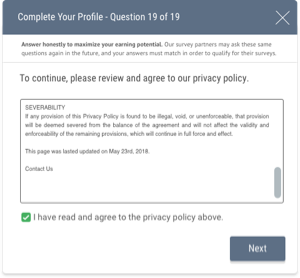 Complete Your Profile - Question 19 of 19
Answer honestly to maximize your earning potential. Our survey partners may ask these same
questions again in the future, and your answers must match in order to qualify for their surveys.
To continue, please review and agree to our privacy policy.
SEVERABILITY
If any provision of this Privacy Policy is found to be illegal, void, or unenforceable, that provision
will be deemed severed from the balance of the agreement and will not affect the validity and
enforceability of the remaining provisions, which will continue in full force and effect.
This page was last updated on May 23rd, 2018.
Contact Us
I have read and agree to the privacy policy above.
Next